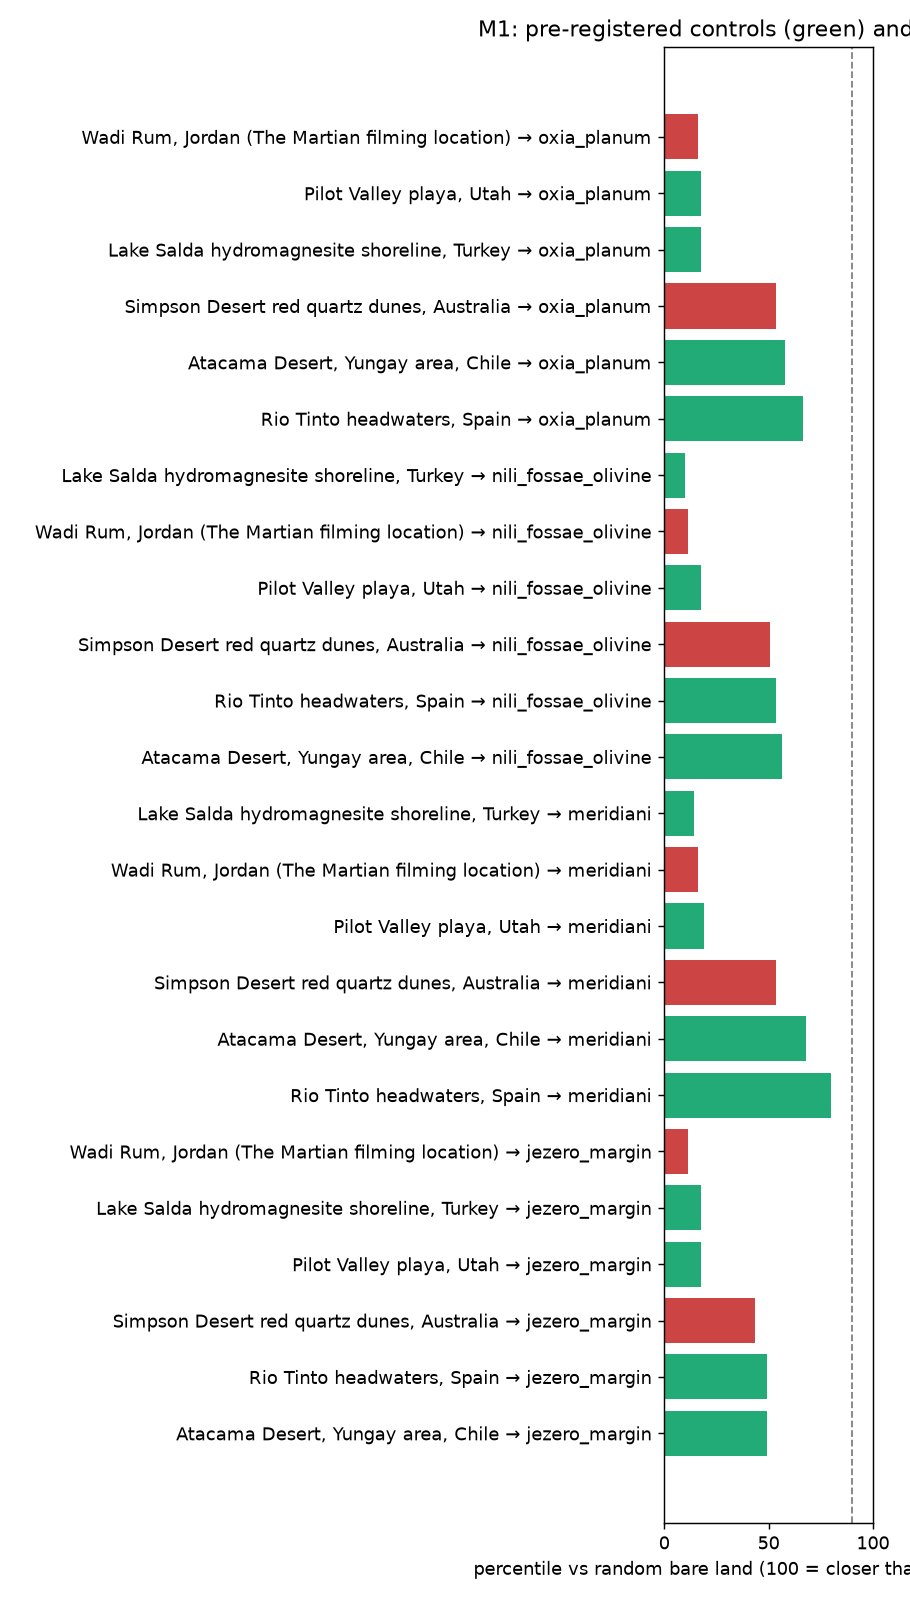 M1: pre-registered controls (green) and
Wadi Rum, Jordan (The Martian filming location) → oxia_planum
Pilot Valley playa, Utah → oxia_planum
Lake Salda hydromagnesite shoreline, Turkey → oxia_planum
Simpson Desert red quartz dunes, Australia → oxia_planum
Atacama Desert, Yungay area, Chile → oxia_planum
Rio Tinto headwaters, Spain → oxia_planum
Lake Salda hydromagnesite shoreline, Turkey → nili_fossae_olivine
Wadi Rum, Jordan (The Martian filming location) → nili_fossae_olivine
Pilot Valley playa, Utah → nili_fossae_olivine
Simpson Desert red quartz dunes, Australia → nili_fossae_olivine
Rio Tinto headwaters, Spain → nili_fossae_olivine
Atacama Desert, Yungay area, Chile → nili_fossae_olivine
Lake Salda hydromagnesite shoreline, Turkey → meridiani
Wadi Rum, Jordan (The Martian filming location) → meridiani
Pilot Valley playa, Utah → meridiani
Simpson Desert red quartz dunes, Australia → meridiani
Atacama Desert, Yungay area, Chile → meridiani
Rio Tinto headwaters, Spain → meridiani
Wadi Rum, Jordan (The Martian filming location) → jezero_margin
Lake Salda hydromagnesite shoreline, Turkey → jezero_margin
Pilot Valley playa, Utah → jezero_margin
Simpson Desert red quartz dunes, Australia → jezero_margin
Rio Tinto headwaters, Spain → jezero_margin
Atacama Desert, Yungay area, Chile → jezero_margin
0 50 100
percentile vs random bare land (100 = closer tha